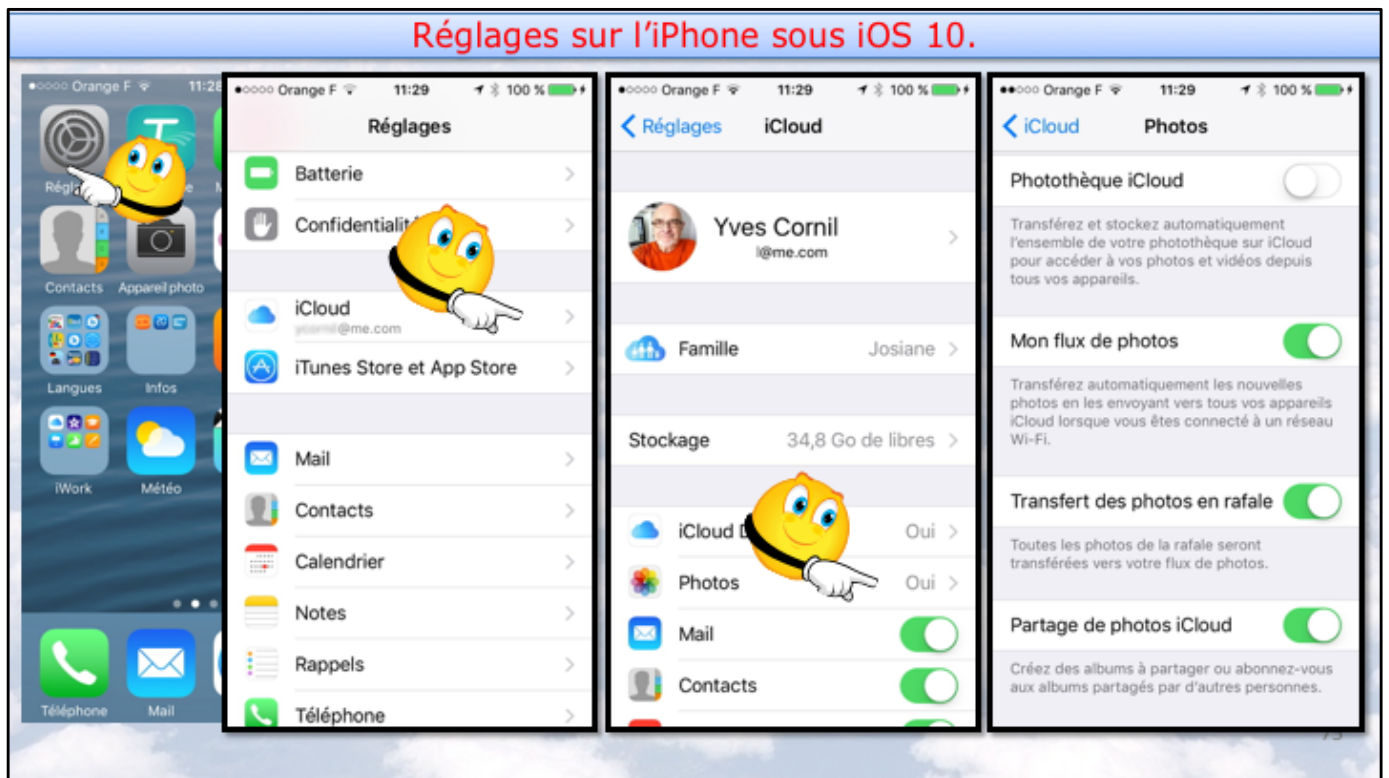 Réglages sur l'iPhone sous iOS 10.
Orange F 11:28
Contacts Appareil photo
Langues Infos
iWork Météo
Téléphone Mail
Orange F 11:29 100 %
Réglages
Batterie
iCloud
@me.com
iTunes Store et App Store
Mail
Contacts
Calendrier
Notes
Rappels
Téléphone
Orange F 11:29 100 %
Réglages iCloud
Yves Cornil
l@me.com
Famille Josiane
Stockage 34,8 Go de libres
iCloud Oui
Photos Oui
Mail
Contacts
Orange F 11:29 100 %
iCloud Photos
Photothèque iCloud
Transférez et stockez automatiquement
l'ensemble de votre photothèque sur iCloud
pour accéder à vos photos et vidéos depuis
tous vos appareils.
Mon flux de photos
Transférez automatiquement les nouvelles
photos en les envoyant vers tous vos appareils
iCloud lorsque vous êtes connecté à un réseau
Wi-Fi.
Transfert des photos en rafale
Toutes les photos de la rafale seront
transférées vers votre flux de photos.
Partage de photos iCloud
Créez des albums à partager ou abonnez-vous
aux albums partagés par d'autres personnes.